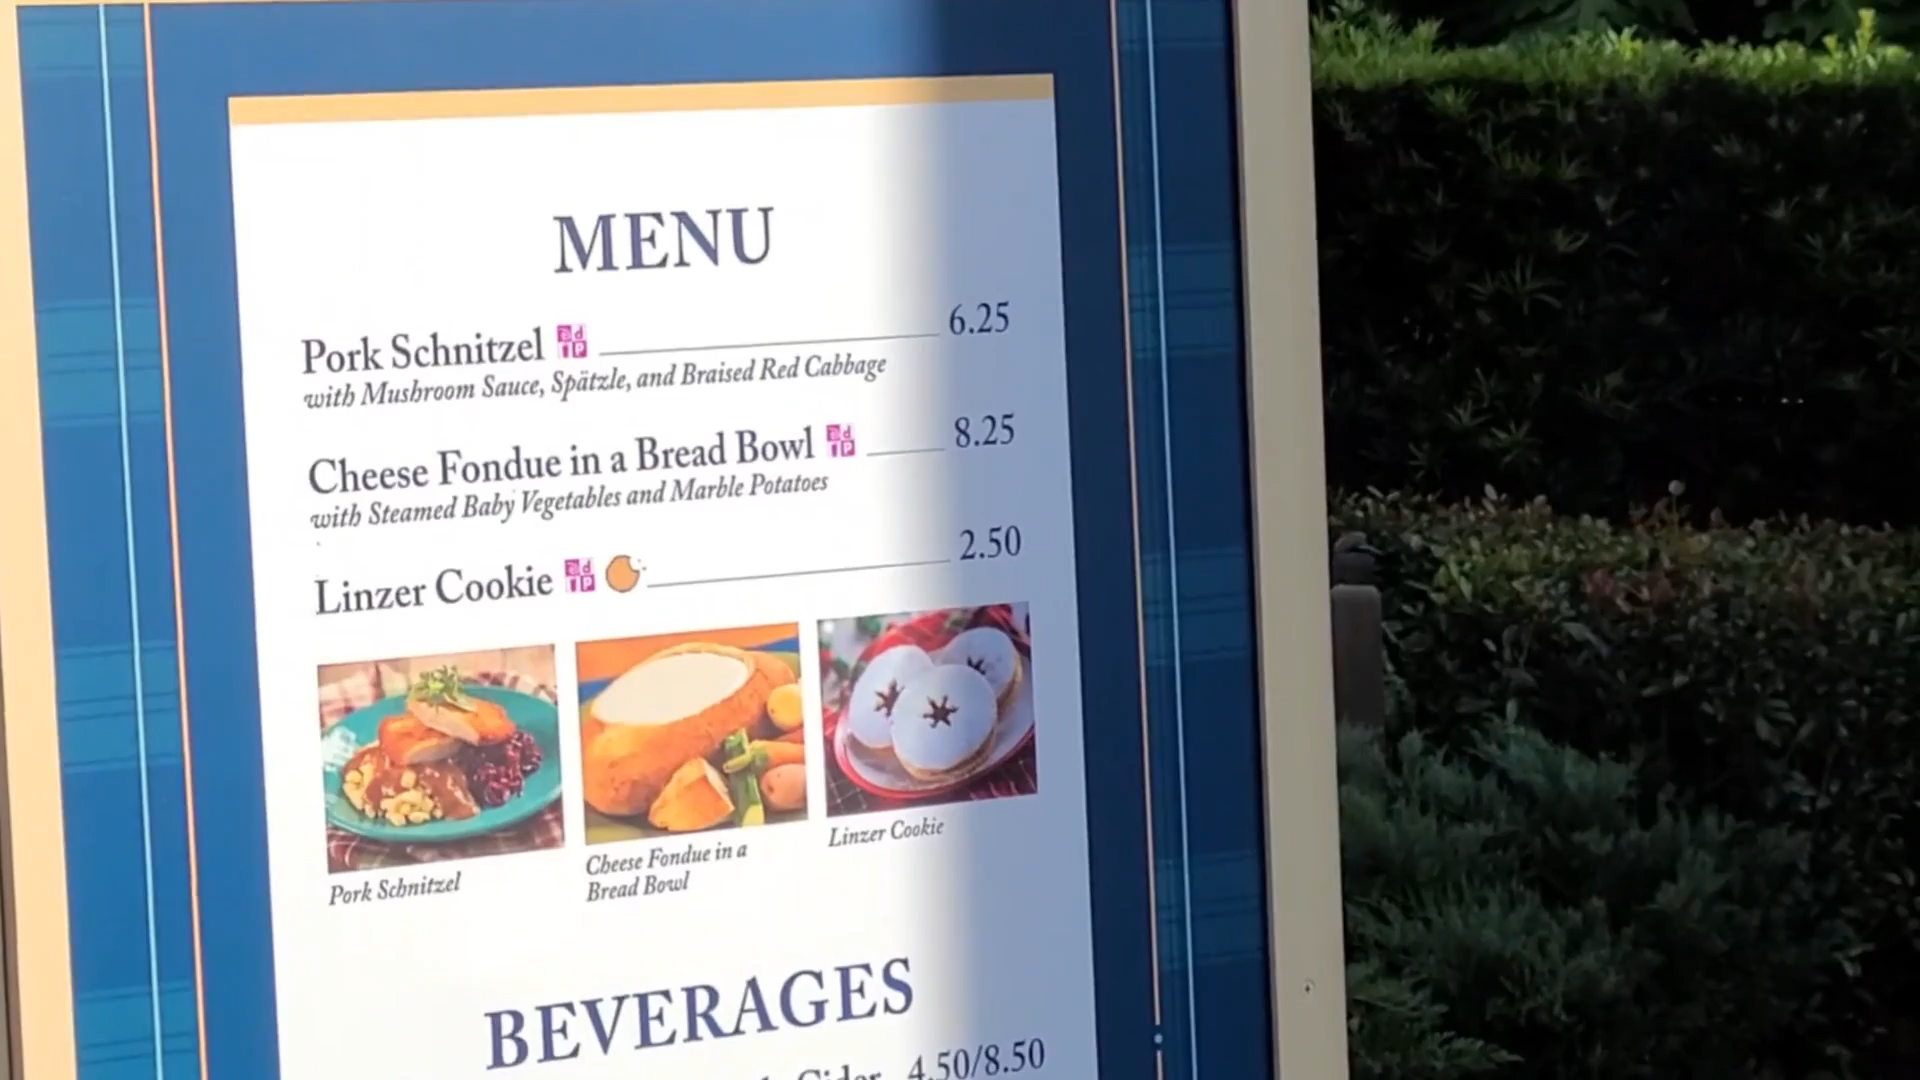 MENU
Pork Schnitzel 6.25
with Mushroom Sauce, Spätzle, and Braised Red Cabbage
Cheese Fondue in a Bread Bowl 8.25
with Steamed Baby Vegetables and Marble Potatoes
Linzer Cookie 2.50
Pork Schnitzel
Cheese Fondue in a
Bread Bowl
Linzer Cookie
BEVERAGES
Cider 4.50/8.50